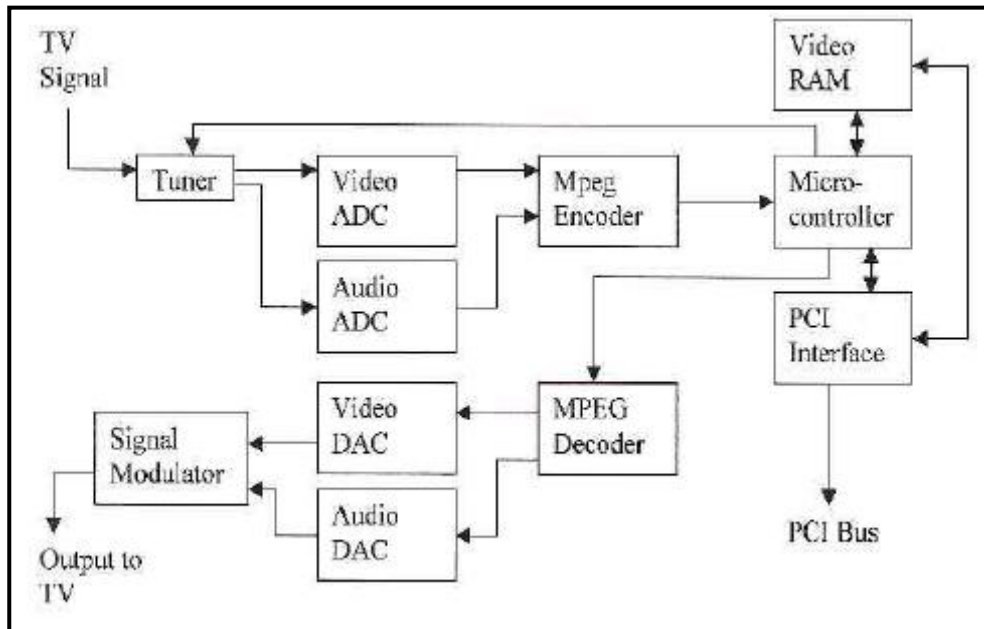 TV
Signal
Tuner
Video
ADC
Audio
ADC
Mpeg
Encoder
Video
RAM
Micro-
controller
PCI
Interface
PCI Bus
MPEG
Decoder
Video
DAC
Audio
DAC
Signal
Modulator
Output to
TV